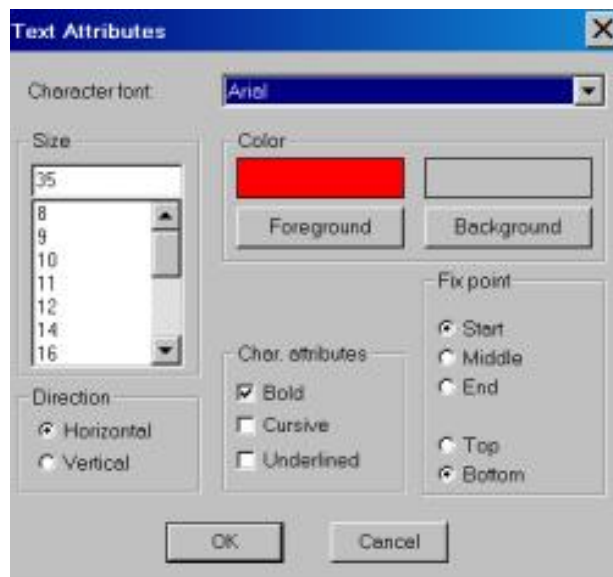 Text Attributes
Character font:
Arial
Size
35
8
9
10
11
12
14
16
Color
Foreground
Background
Fix point
Start
Middle
End
Top
Bottom
Char. attributes
Bold
Cursive
Underlined
Direction
Horizontal
Vertical
OK
Cancel